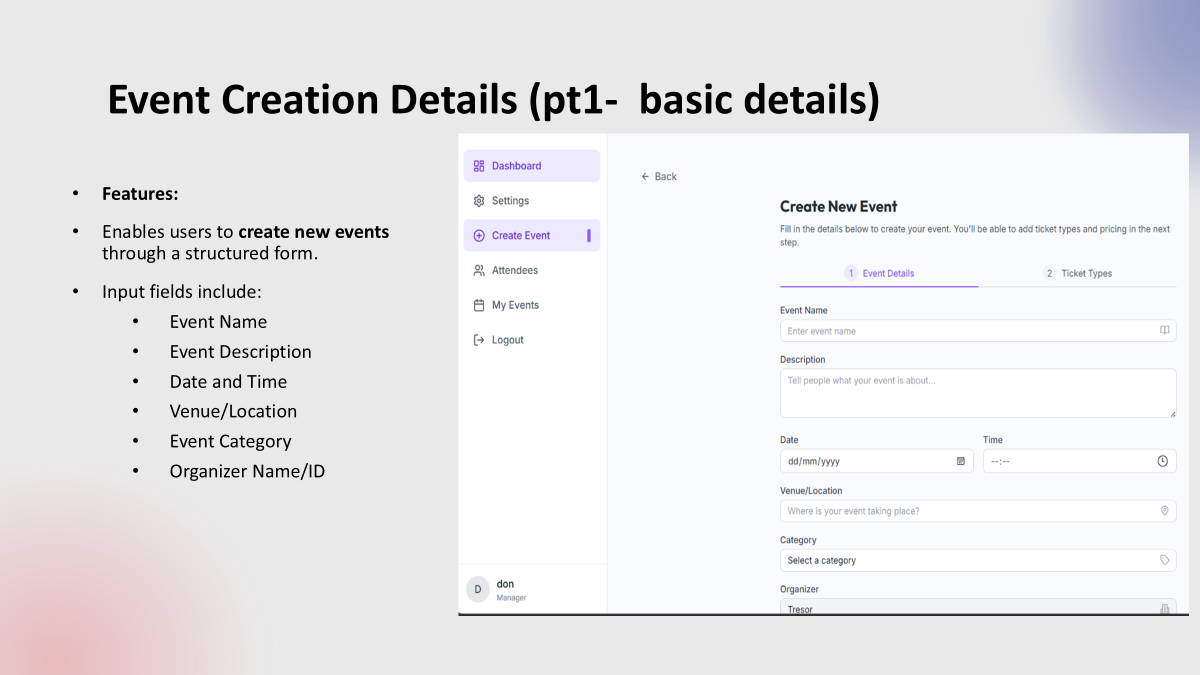 Event Creation Details (pt1-  basic details)
• Features:
• Enables users to create new events
through a structured form.
• Input fields include:
• Event Name
• Event Description
• Date and Time
• Venue/Location
• Event Category
• Organizer Name/ID
Dashboard
Settings
Create Event
Attendees
My Events
Logout
D
don
Manager
← Back
Create New Event
Fill in the details below to create your event. You'll be able to add ticket types and pricing in the next
step.
1 Event Details
2 Ticket Types
Event Name
Enter event name
Description
Tell people what your event is about...
Date
Time
dd/mm/yyyy
--:--
Venue/Location
Where is your event taking place?
Category
Select a category
Organizer
Tresor